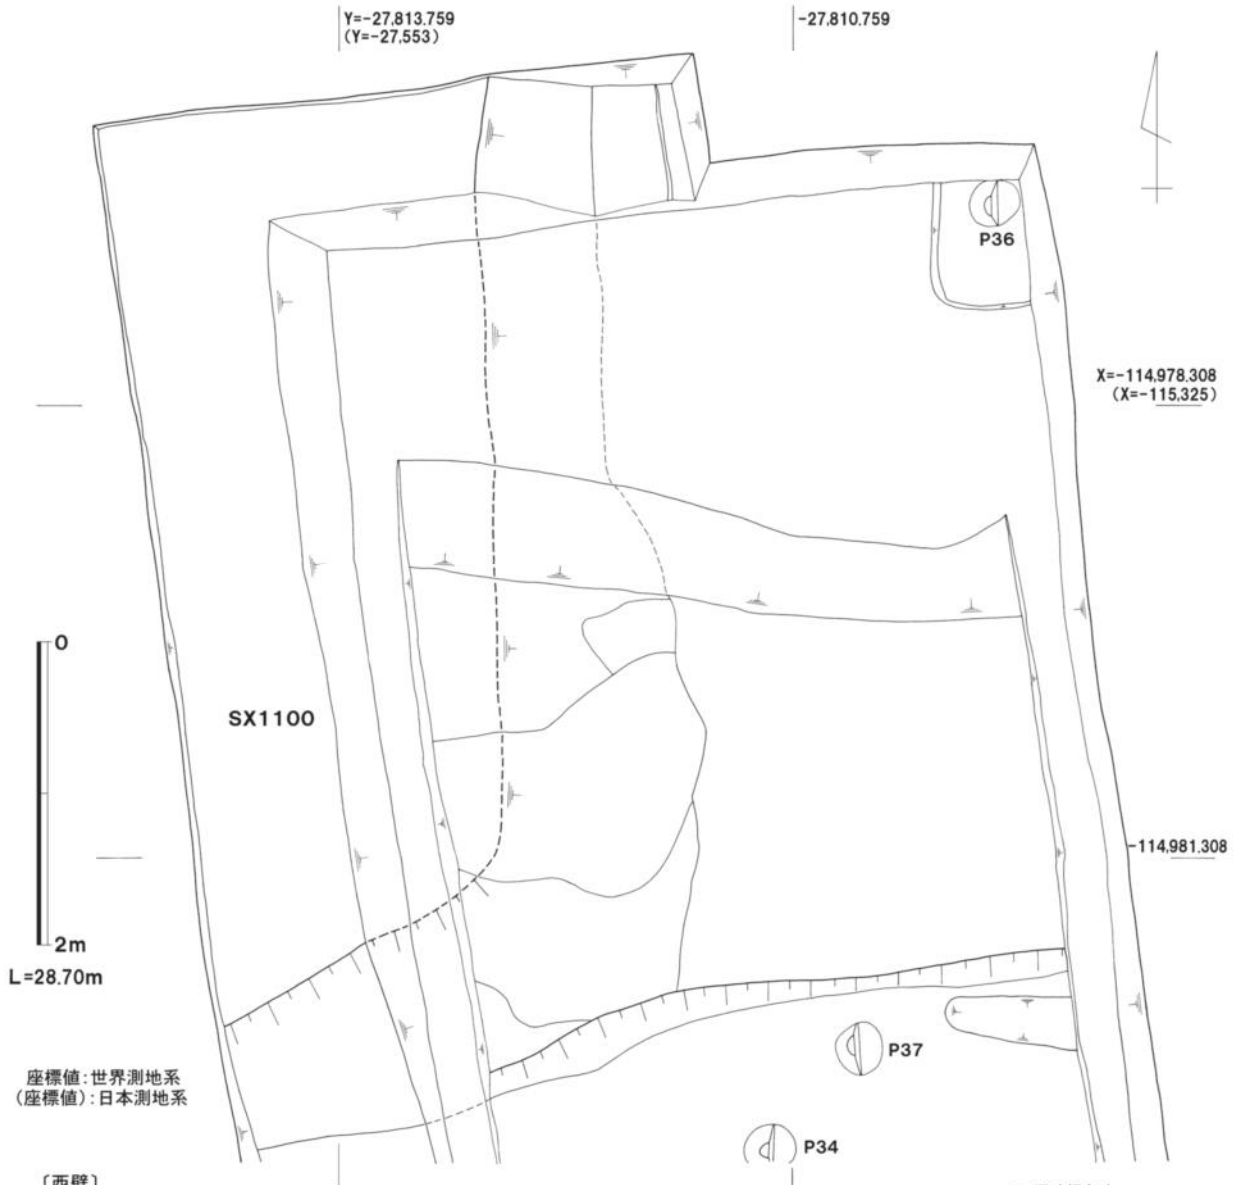 Y=-27,813.759
(Y=-27,553)
-27,810.759
P36
X=-114,978.308
(X=-115,325)
0
SX1100
-114,981.308
2m
L=28.70m
P37
座標値:世界測地系
(座標値):日本測地系
P34
〔西壁〕